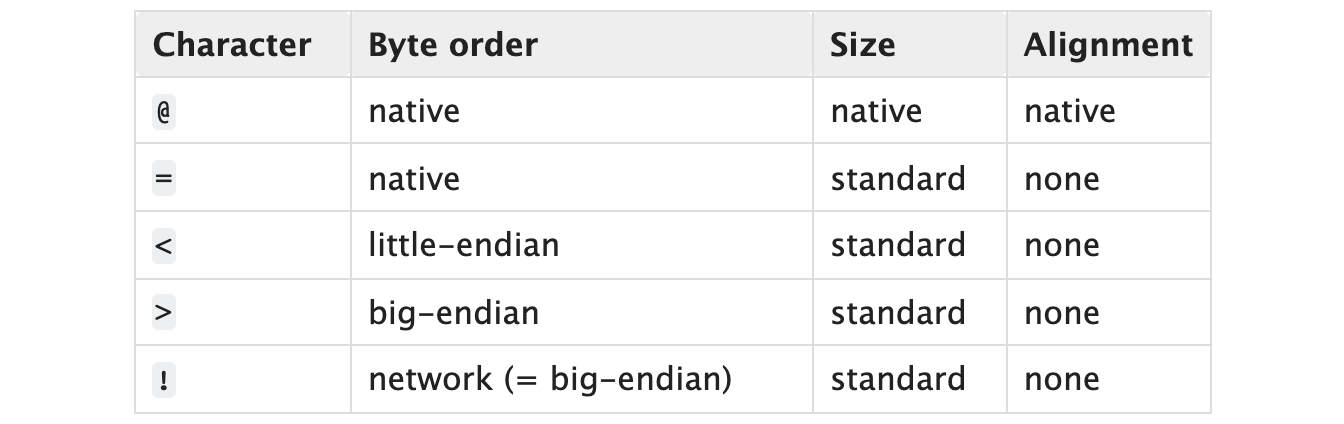 Character Byte order Size Alignment
@ native native native
= native standard none
< little-endian standard none
> big-endian standard none
! network (= big-endian) standard none